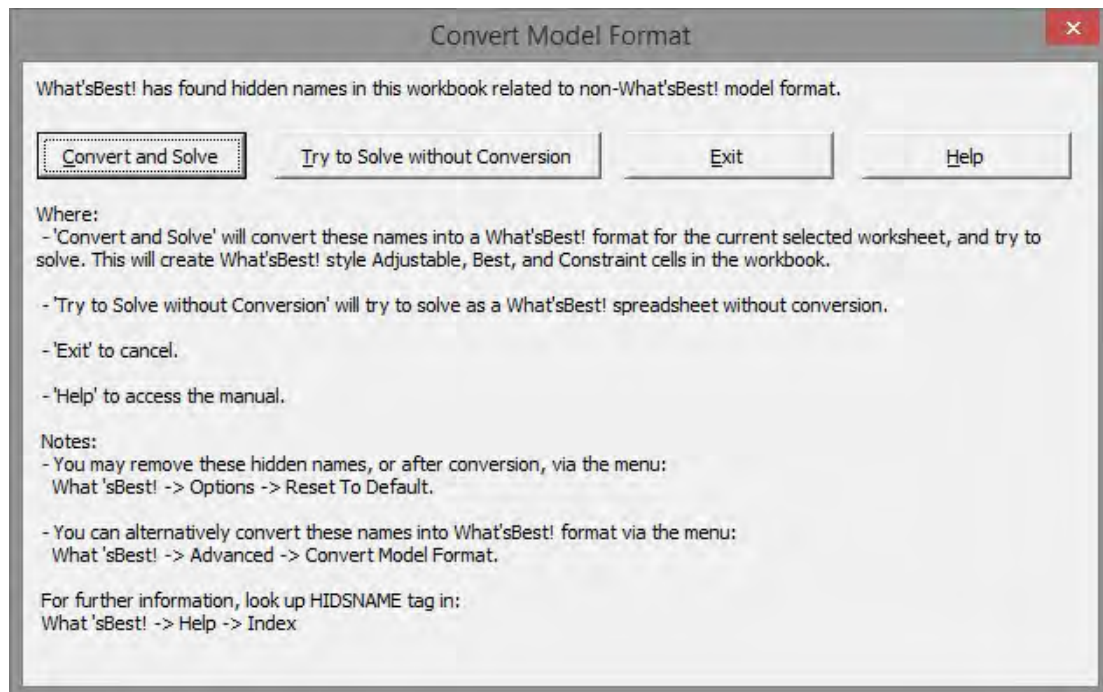 Convert Model Format
What'sBest! has found hidden names in this workbook related to non-What'sBest! model format.
Convert and Solve Try to Solve without Conversion Exit Help
Where:
- 'Convert and Solve' will convert these names into a What'sBest! format for the current selected worksheet, and try to
solve. This will create What'sBest! style Adjustable, Best, and Constraint cells in the workbook.
- 'Try to Solve without Conversion' will try to solve as a What'sBest! spreadsheet without conversion.
- 'Exit' to cancel.
- 'Help' to access the manual.
Notes:
- You may remove these hidden names, or after conversion, via the menu:
What 'sBest! -> Options -> Reset To Default.
- You can alternatively convert these names into What'sBest! format via the menu:
What 'sBest! -> Advanced -> Convert Model Format.
For further information, look up HIDSNAME tag in:
What 'sBest! -> Help -> Index